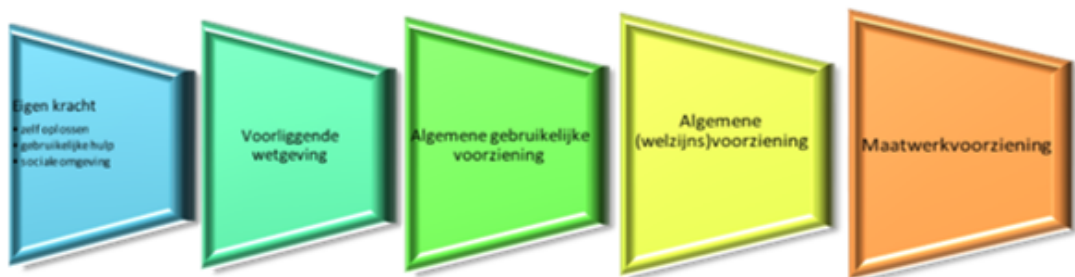 Eigen kracht
• zelf oplossen
• gebruikelijke hulp
• sociale omgeving
Voorliggende
wetgeving
Algemene gebruikelijke
voorziening
Algemene
(welzijns)voorziening
Maatwerkvoorziening